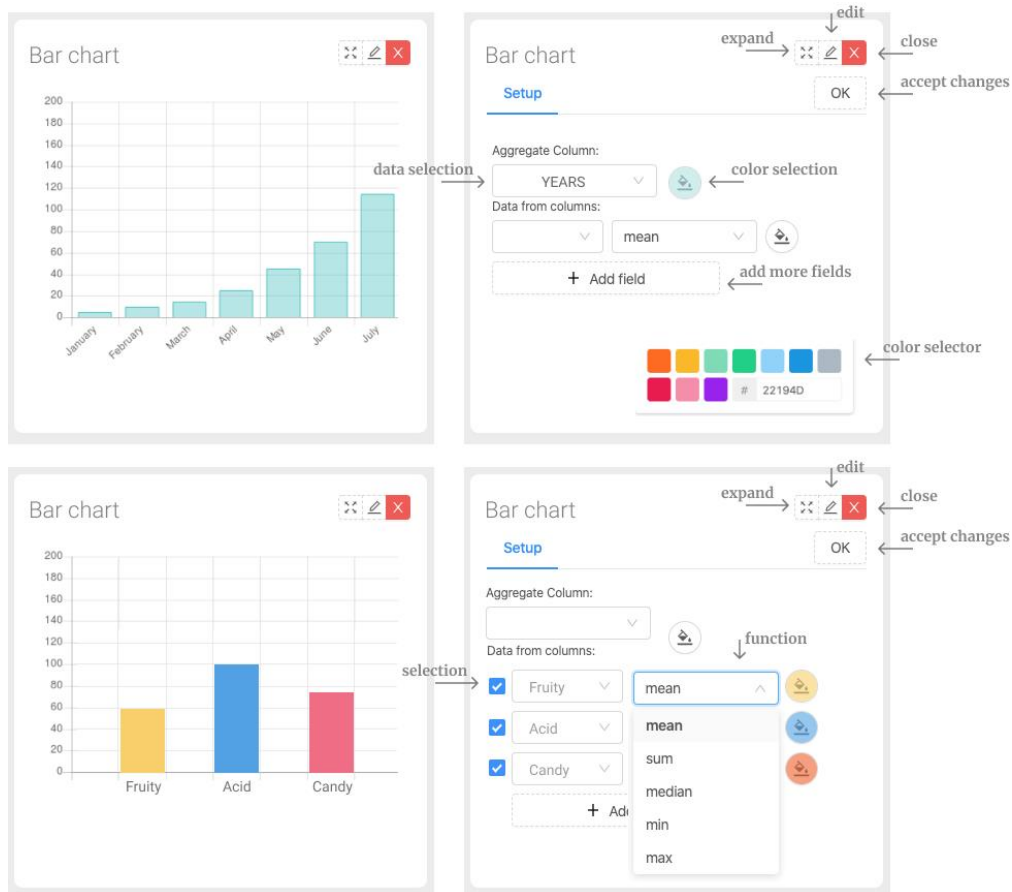 Bar chart
200
180
160
140
120
100
80
60
40
20
0
January
February
March
April
May
June
July
edit
expand
close
Bar chart
accept changes
Setup
OK
Aggregate Column:
data selection
YEARS
color selection
Data from columns:
mean
+ Add field
add more fields
color selector
# 22194D
Bar chart
200
180
160
140
120
100
80
60
40
20
0
Fruity
Acid
Candy
edit
expand
close
Bar chart
accept changes
Setup
OK
Aggregate Column:
function
Data from columns:
selection
Fruity
mean
Acid
mean
sum
Candy
median
+ Ad
min
max